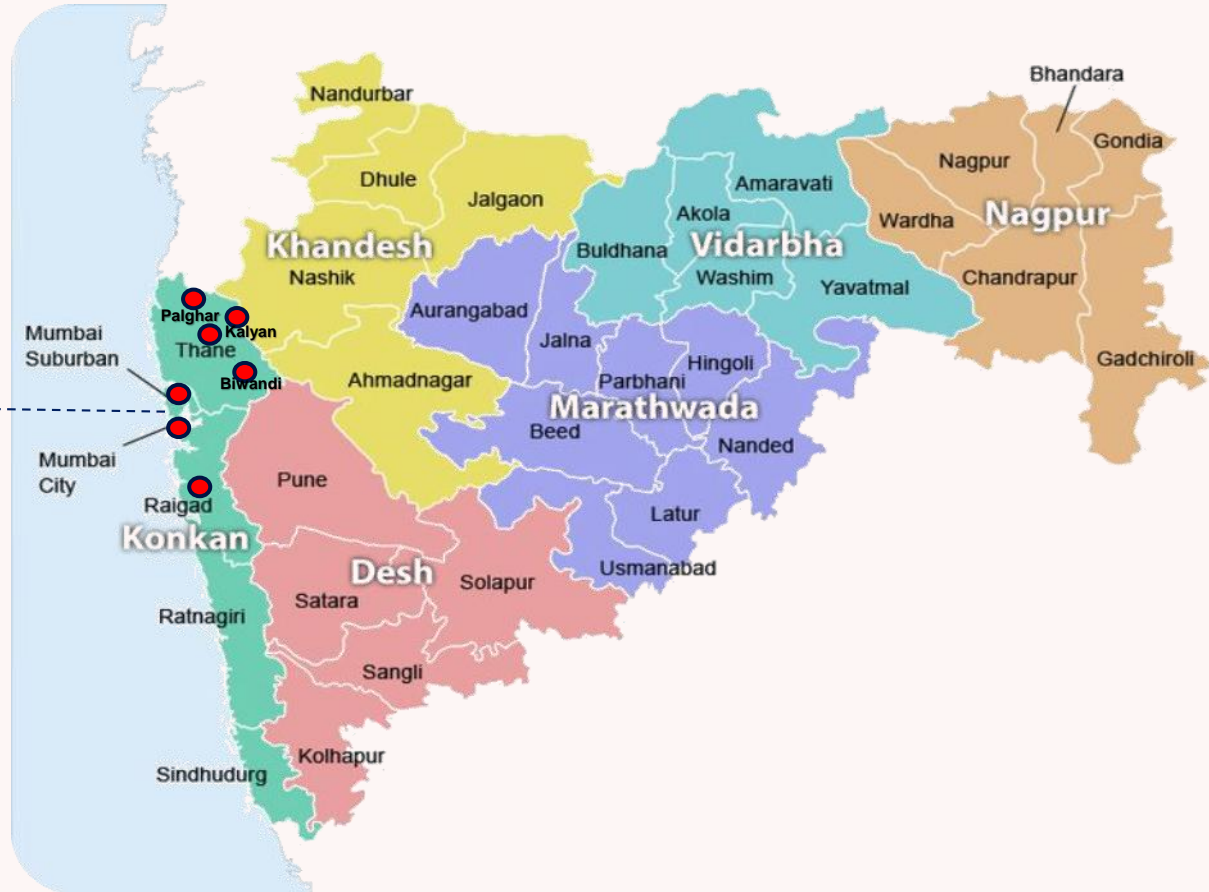 Bhandara
Nandurbar
Gondia
Nagpur
Dhule
Amaravati
Jalgaon
Akola
Wardha
Nagpur
Khandesh
Buldhana
Vidarbha
Nashik
Washim
Chandrapur
Yavatmal
Aurangabad
Palghar
Kalyan
Mumbai
Suburban
Thane
Jalna
Hingoli
Gadchiroli
Biwandi
Ahmadnagar
Parbhani
Marathwada
Beed
Nanded
Mumbai
City
Pune
Raigad
Latur
Konkan
Desh
Usmanabad
Solapur
Satara
Ratnagiri
Sangli
Kolhapur
Sindhudurg